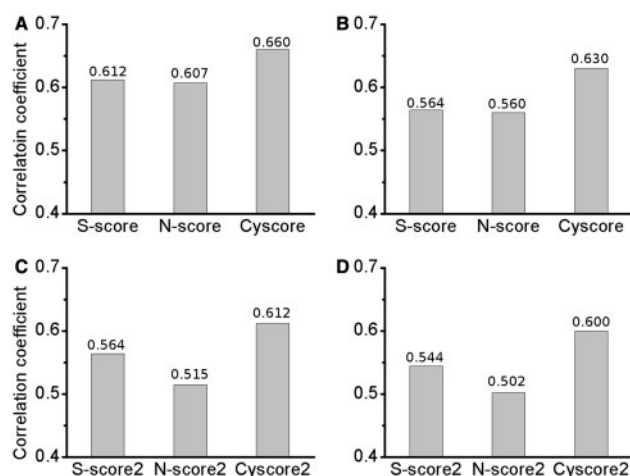 A
0.7
0.6
0.5
0.4
Correlatoin coefficient
0.612
0.607
0.660
S-score N-score Cyscore
B
0.7
0.6
0.5
0.4
0.564
0.560
0.630
S-score N-score Cyscore
C
0.7
0.6
0.5
0.4
Correlation coefficient
0.564
0.515
0.612
S-score2 N-score2 Cyscore2
D
0.7
0.6
0.5
0.4
0.544
0.502
0.600
S-score2 N-score2 Cyscore2